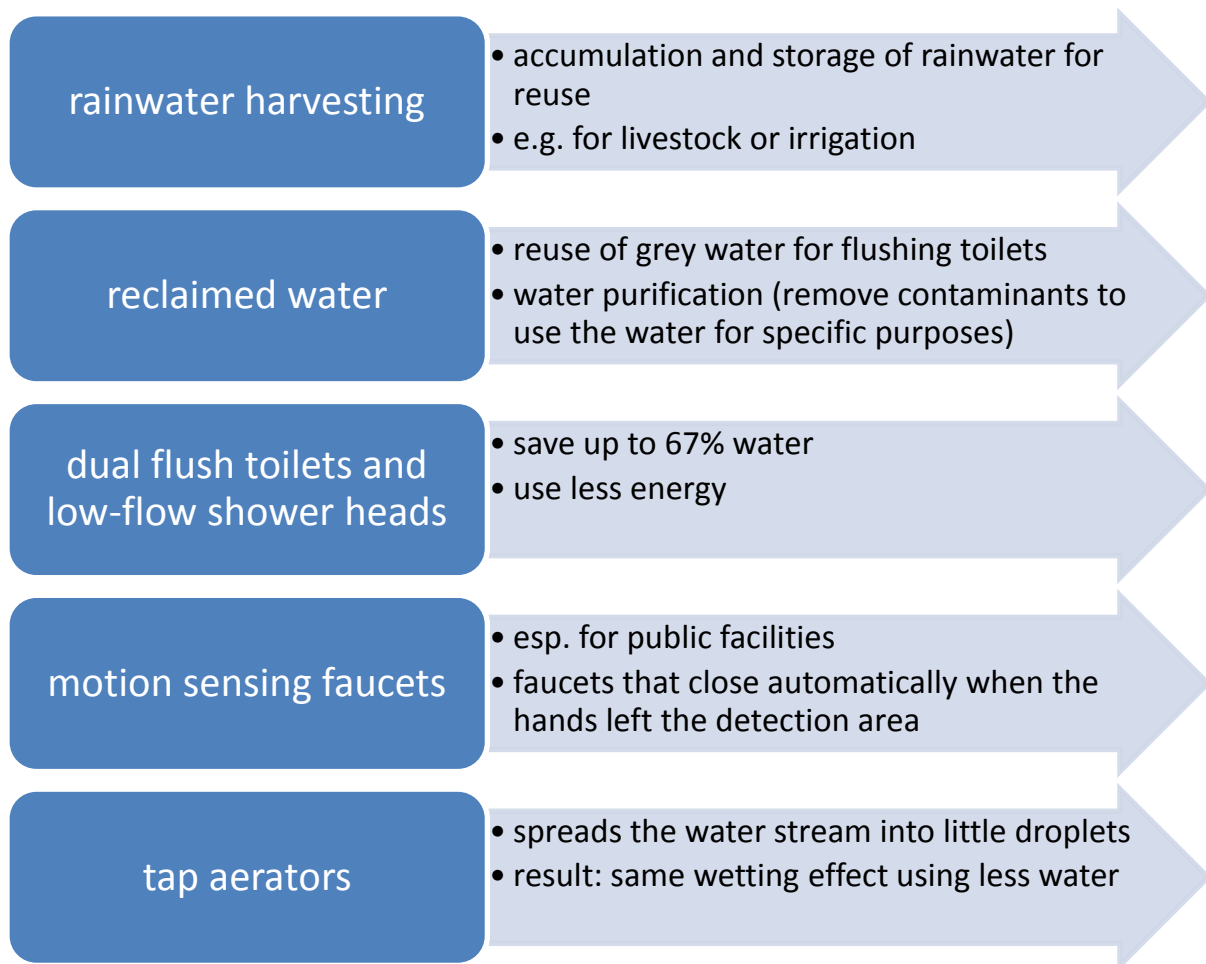 rainwater harvesting
• accumulation and storage of rainwater for
reuse
• e.g. for livestock or irrigation
reclaimed water
• reuse of grey water for flushing toilets
• water purification (remove contaminants to
use the water for specific purposes)
dual flush toilets and
low-flow shower heads
• save up to 67% water
• use less energy
motion sensing faucets
• esp. for public facilities
• faucets that close automatically when the
hands left the detection area
tap aerators
• spreads the water stream into little droplets
• result: same wetting effect using less water